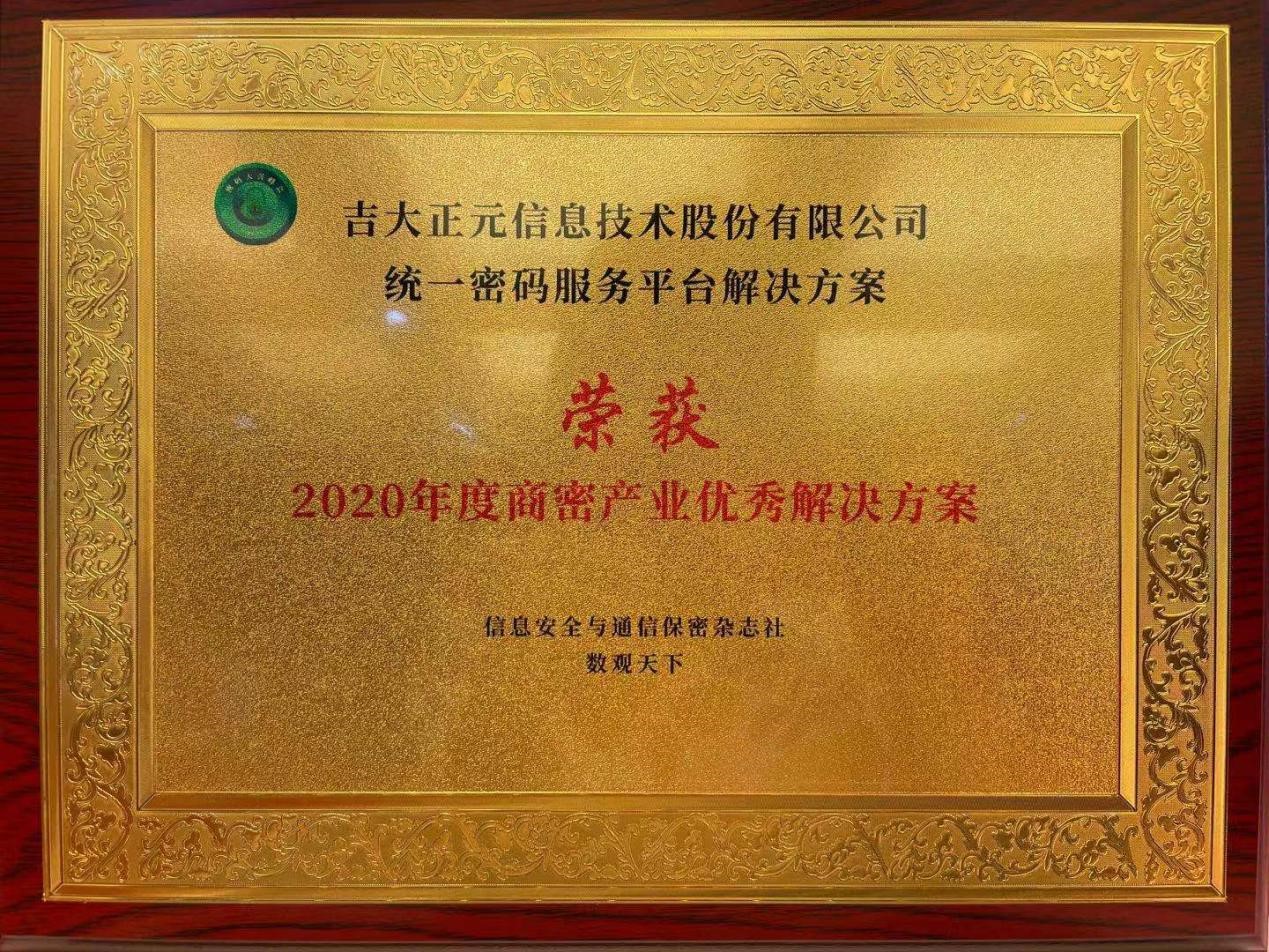 吉大正元信息技术股份有限公司
统一密码服务平台解决方案
荣获
2020年度商密产业优秀解决方案
信息安全与通信保密杂志社
数观天下